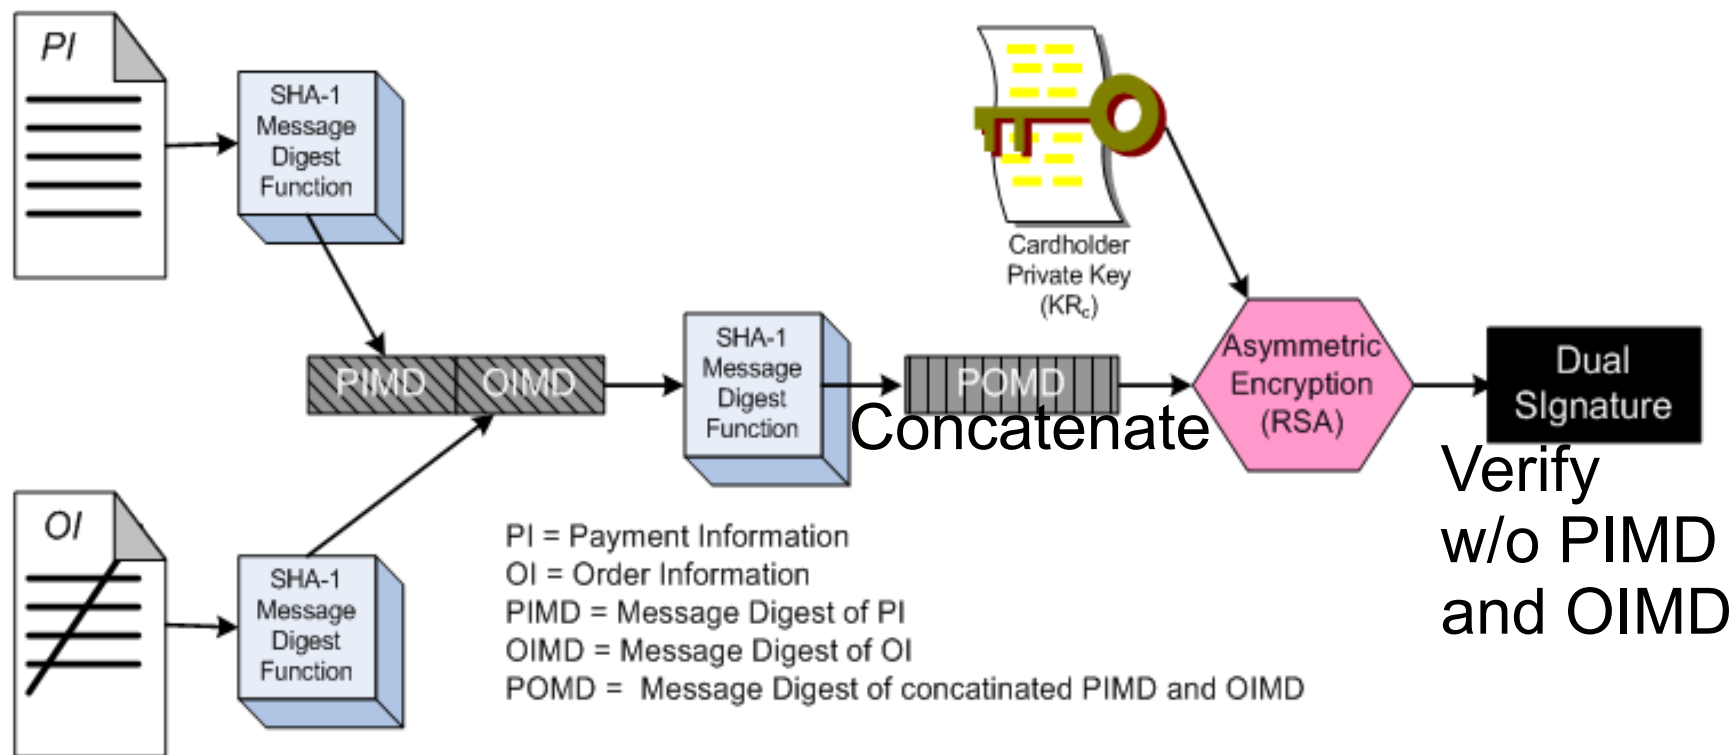 PI
SHA-1
Message
Digest
Function
Cardholder
Private Key
(KRc)
PIMD OIMD
SHA-1
Message
Digest
Function
POMD
Concatenate
Asymmetric
Encryption
(RSA)
Dual
SIgnature
Verify
w/o PIMD
and OIMD
OI
SHA-1
Message
Digest
Function
PI = Payment Information
OI = Order Information
PIMD = Message Digest of PI
OIMD = Message Digest of OI
POMD = Message Digest of concatinated PIMD and OIMD